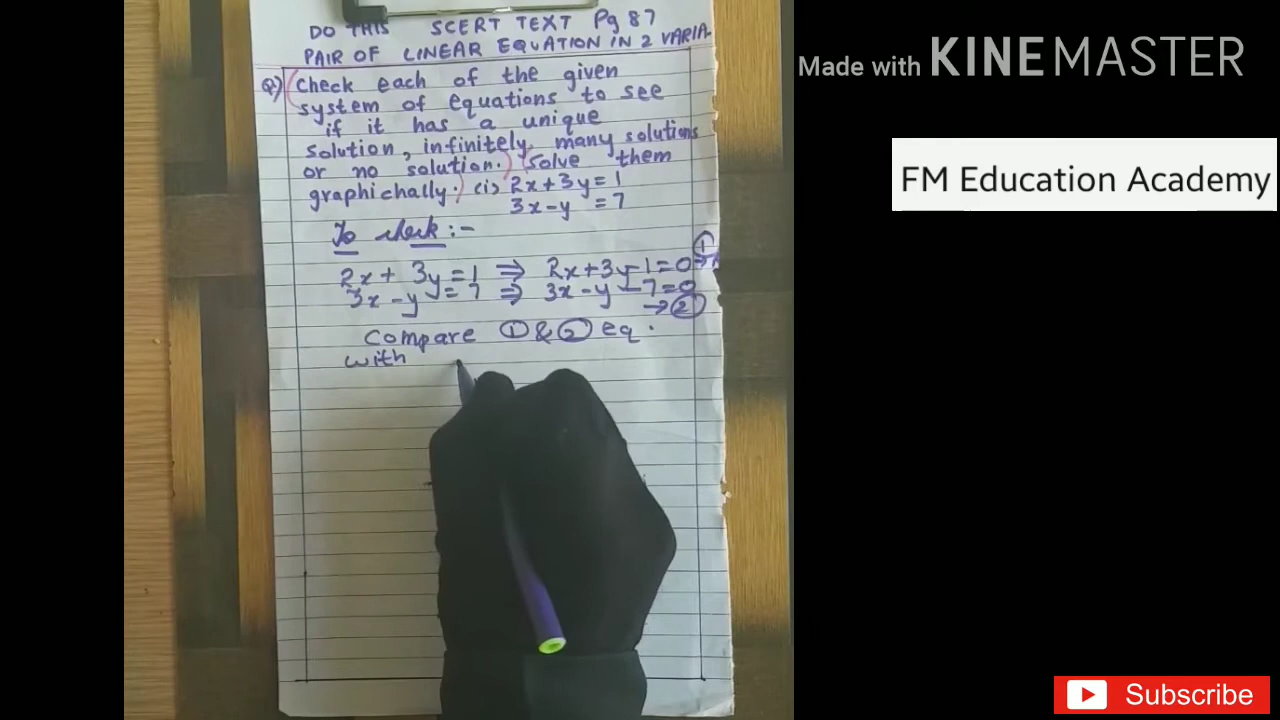 DO THIS SCERT TEXT Pg 87
PAIR OF LINEAR EQUATION IN 2 VARIA.
Q) Check each of the given
system of equations to see
if it has a unique
solution, infinitely many solutions
or no solution. Solve them
graphichally. (i) 2x+3y=1
3x-y =7
To check:-
2x+ 3y=1 ⇒ 2x+3y-1=0→①
3x-y =7 ⇒ 3x-y-7=0
→②
Compare ①&② eq.
with
Made with KINEMASTER
FM Education Academy
Subscribe